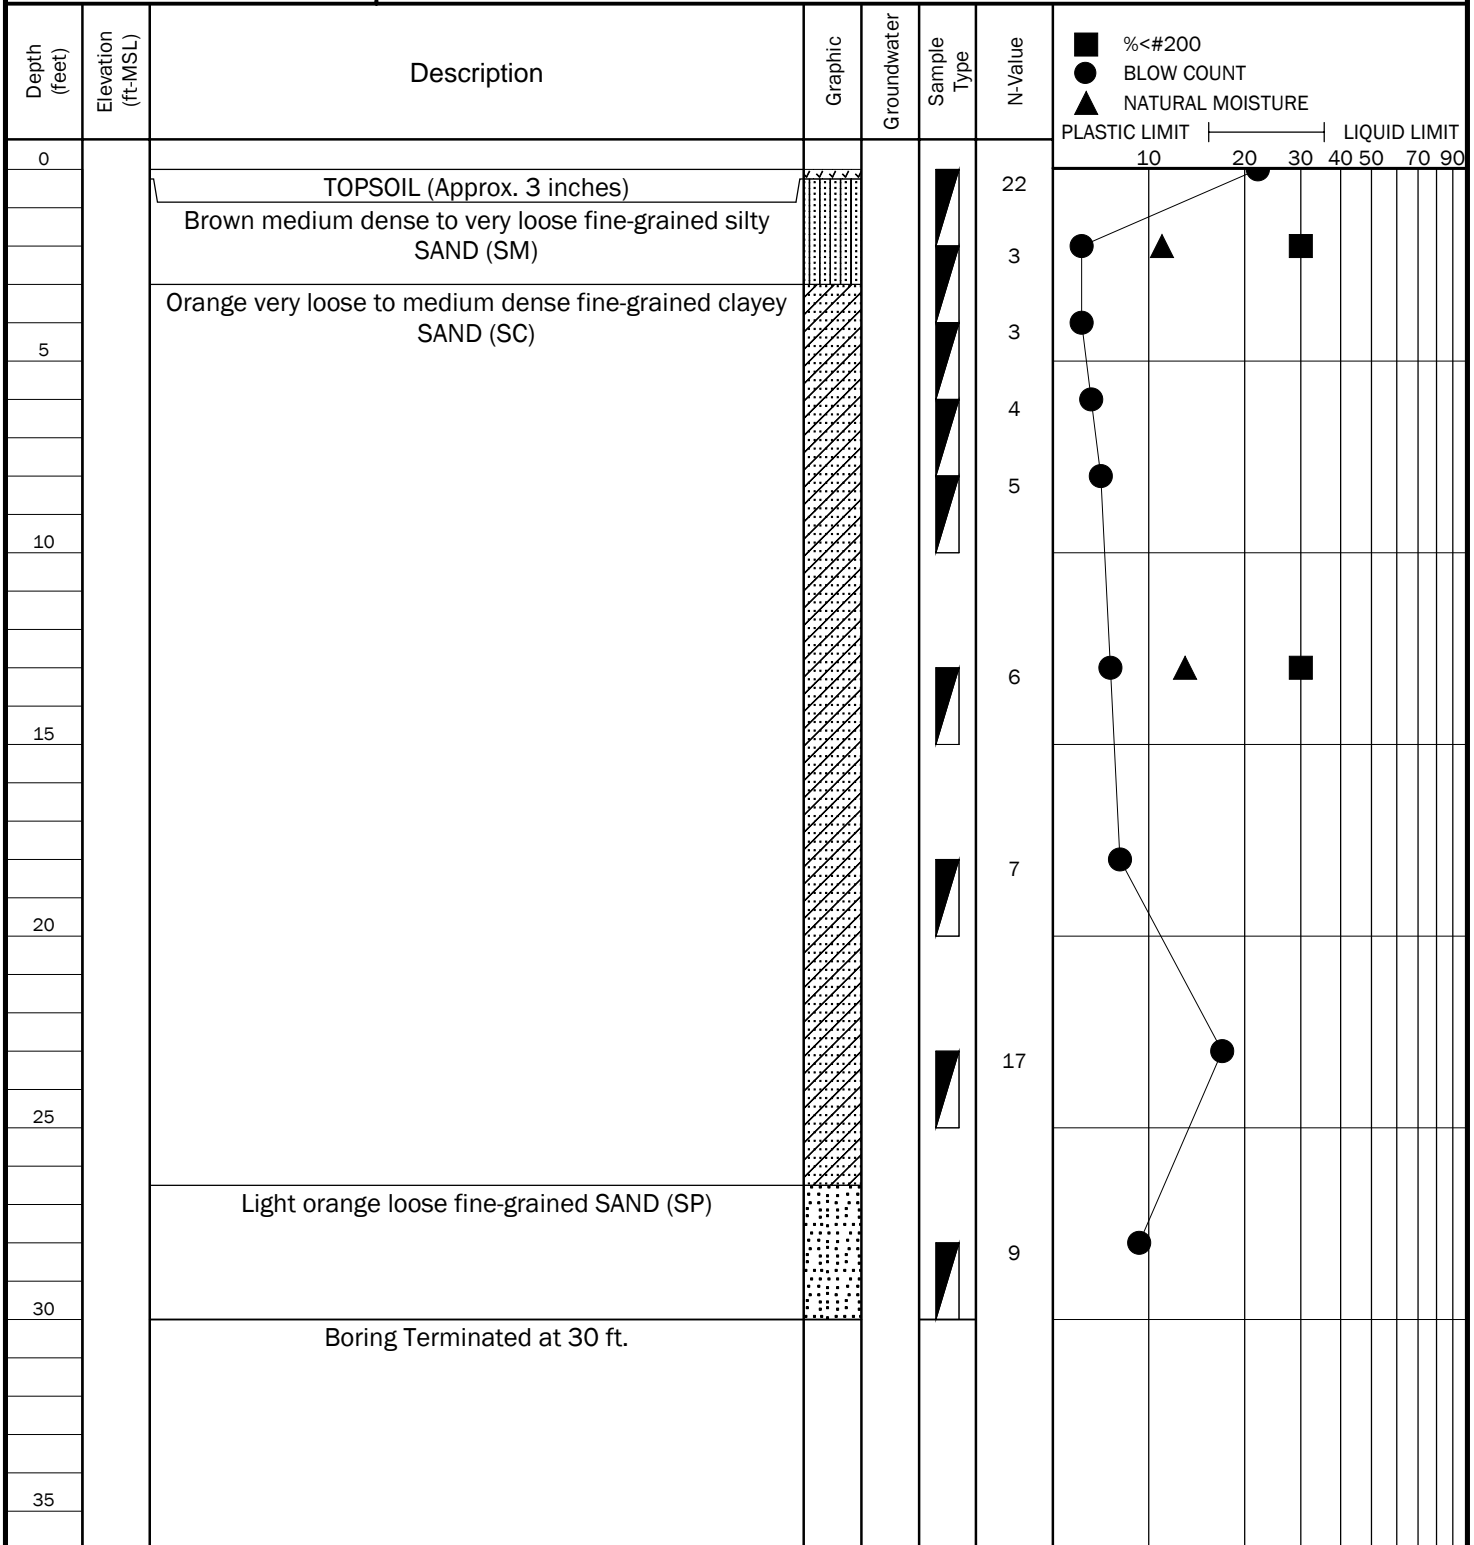 Depth
(feet)
Elevation
(ft-MSL)
Description
Graphic
Groundwater
Sample
Type
N-Value
%<#200
BLOW COUNT
NATURAL MOISTURE
PLASTIC LIMIT LIQUID LIMIT
10 20 30 40 50 70 90
0
TOPSOIL (Approx. 3 inches)
22
Brown medium dense to very loose fine-grained silty
SAND (SM)
3
Orange very loose to medium dense fine-grained clayey
SAND (SC)
3
5
4
5
10
6
15
7
20
17
25
Light orange loose fine-grained SAND (SP)
9
30
Boring Terminated at 30 ft.
35